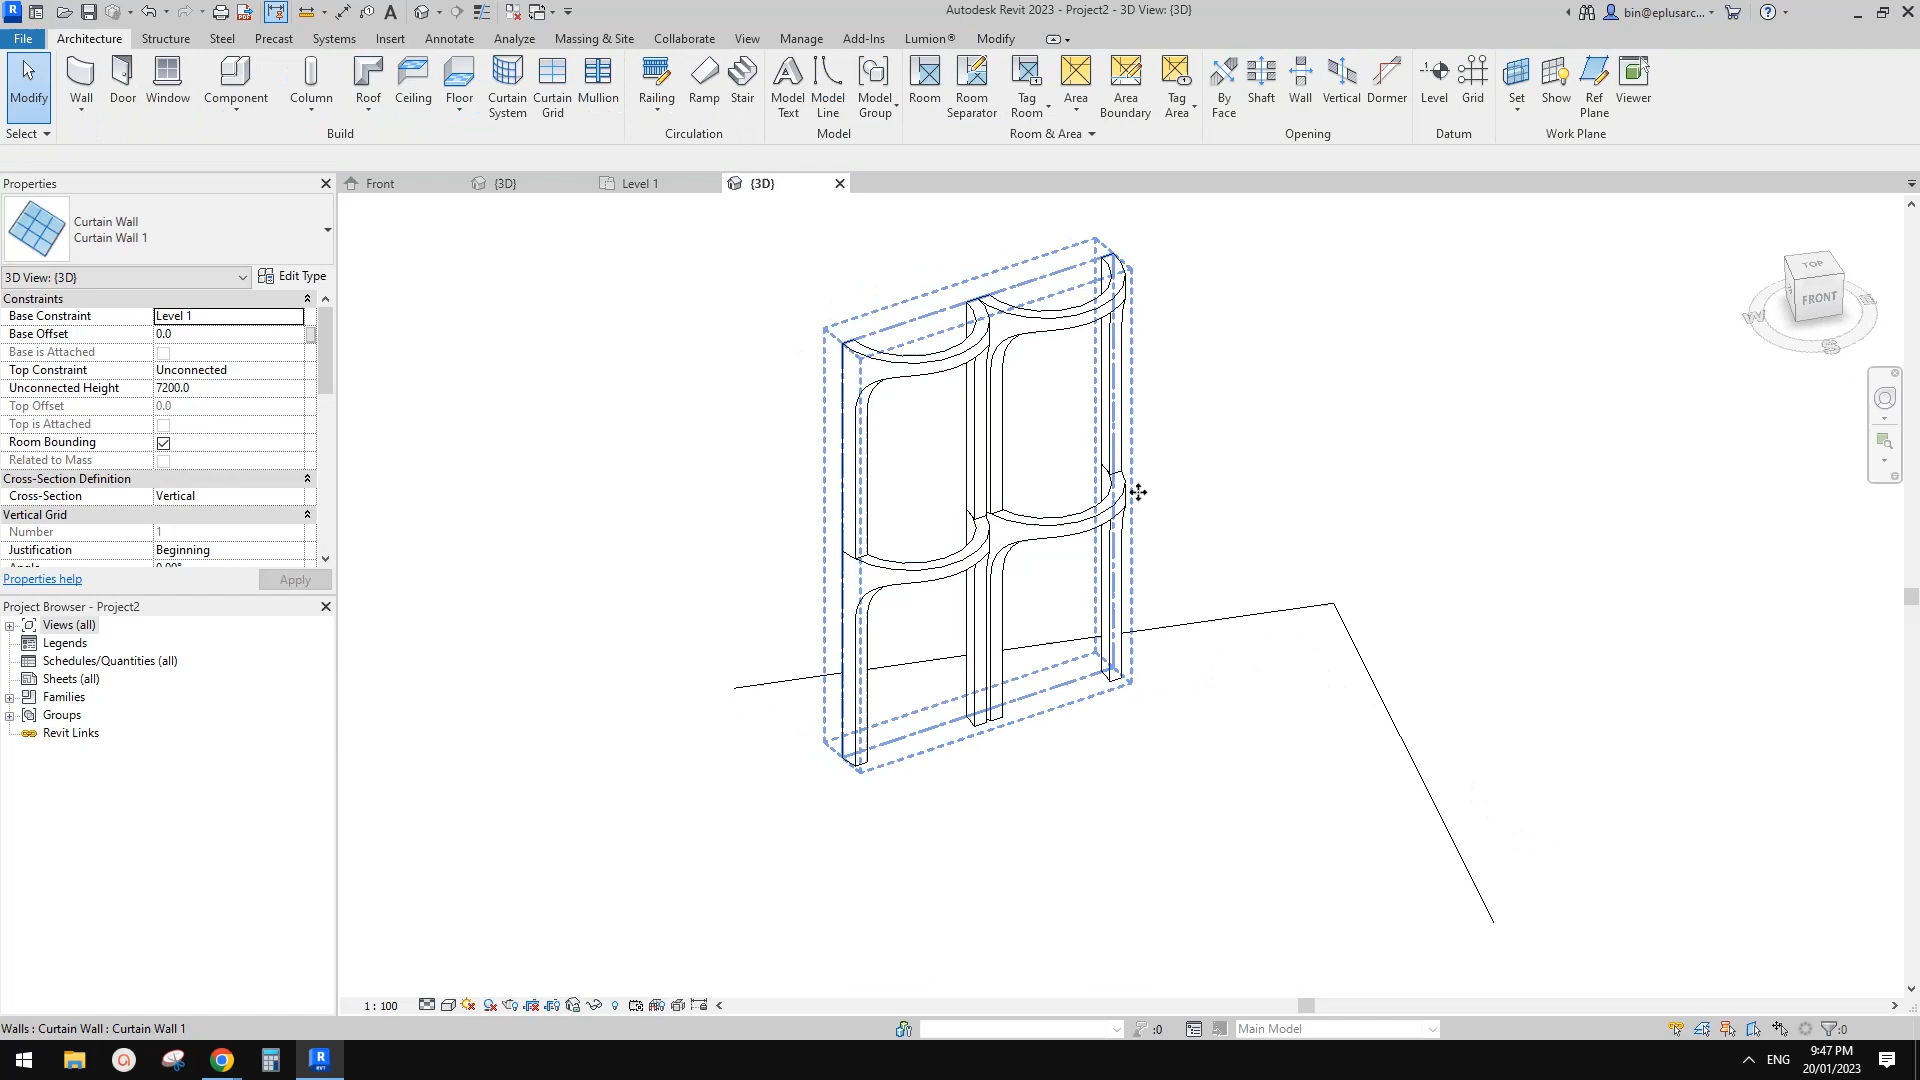 Autodesk Revit 2023 - Project2 - 3D View: {3D}
bin@eplusarc...
File Architecture Structure Steel Precast Systems Insert Annotate Analyze Massing & Site Collaborate View Manage Add-Ins Lumion® Modify
Modify Wall Door Window Component Column Roof Ceiling Floor Curtain System Curtain Grid Mullion Railing Ramp Stair Model Text Model Line Model Group Room Room Separator Tag Room Area Area Boundary Tag Area By Face Shaft Wall Vertical Dormer Level Grid Set Show Ref Plane Viewer
Select Build Circulation Model Room & Area Opening Datum Work Plane
Properties
Front {3D} Level 1 {3D}
Curtain Wall
Curtain Wall 1
3D View: {3D} Edit Type
Constraints
Base Constraint Level 1
Base Offset 0.0
Base is Attached
Top Constraint Unconnected
Unconnected Height 7200.0
Top Offset 0.0
Top is Attached
Room Bounding
Related to Mass
Cross-Section Definition
Cross-Section Vertical
Vertical Grid
Number 1
Justification Beginning
Properties help Apply
Project Browser - Project2
Views (all)
Legends
Schedules/Quantities (all)
Sheets (all)
Families
Groups
Revit Links
TOP
FRONT
W
S
1 : 100
Walls : Curtain Wall : Curtain Wall 1
:0
Main Model
:0
ENG
9:47 PM
20/01/2023